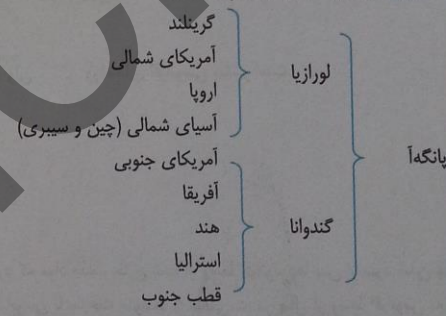 پانگه‌آ
لورازیا
گرینلند
آمریکای شمالی
اروپا
آسیای شمالی (چین و سیبری)
گندوانا
آمریکای جنوبی
آفریقا
هند
استرالیا
قطب جنوب